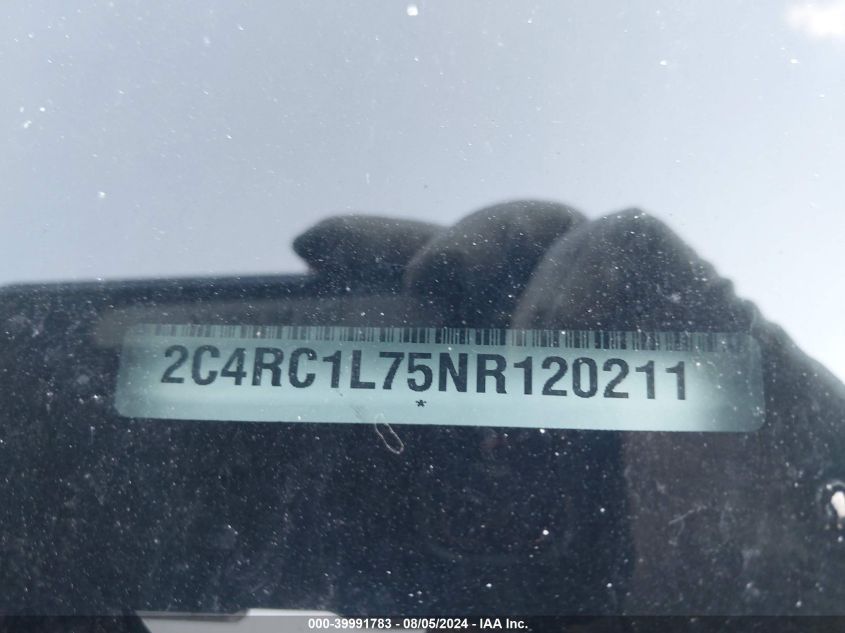 2C4RC1L75NR120211
*
000-39991783 - 08/05/2024 - IAA Inc.